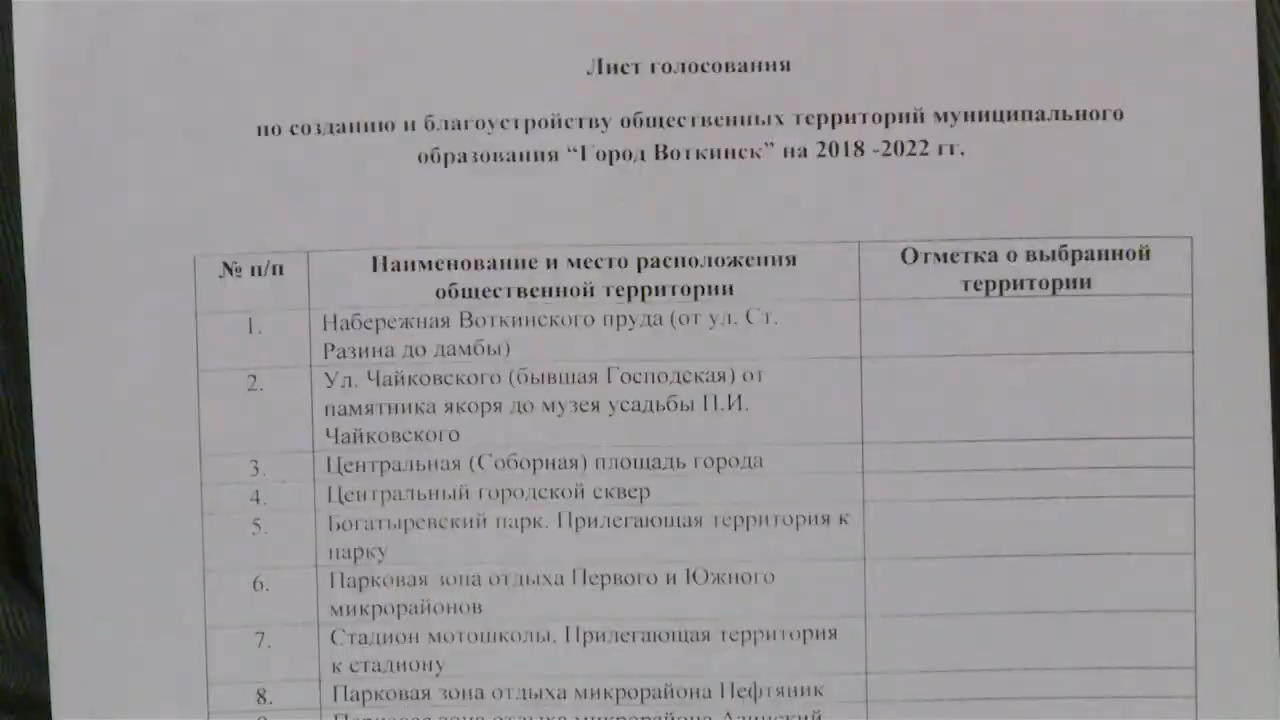 Лист голосования
по созданию и благоустройству общественных территорий муниципального
образования “Город Воткинск” на 2018 -2022 гг.
№ п/п
Наименование и место расположения
общественной территории
Отметка о выбранной
территории
1.
Набережная Воткинского пруда (от ул. Ст.
Разина до дамбы)
2.
Ул. Чайковского (бывшая Господская) от
памятника якоря до музея усадьбы П.И.
Чайковского
3.
Центральная (Соборная) площадь города
4.
Центральный городской сквер
5.
Богатыревский парк. Прилегающая территория к
парку
6.
Парковая зона отдыха Первого и Южного
микрорайонов
7.
Стадион мотошколы. Прилегающая территория
к стадиону
8.
Парковая зона отдыха микрорайона Нефтяник
Парковая зона отдыха микрорайона